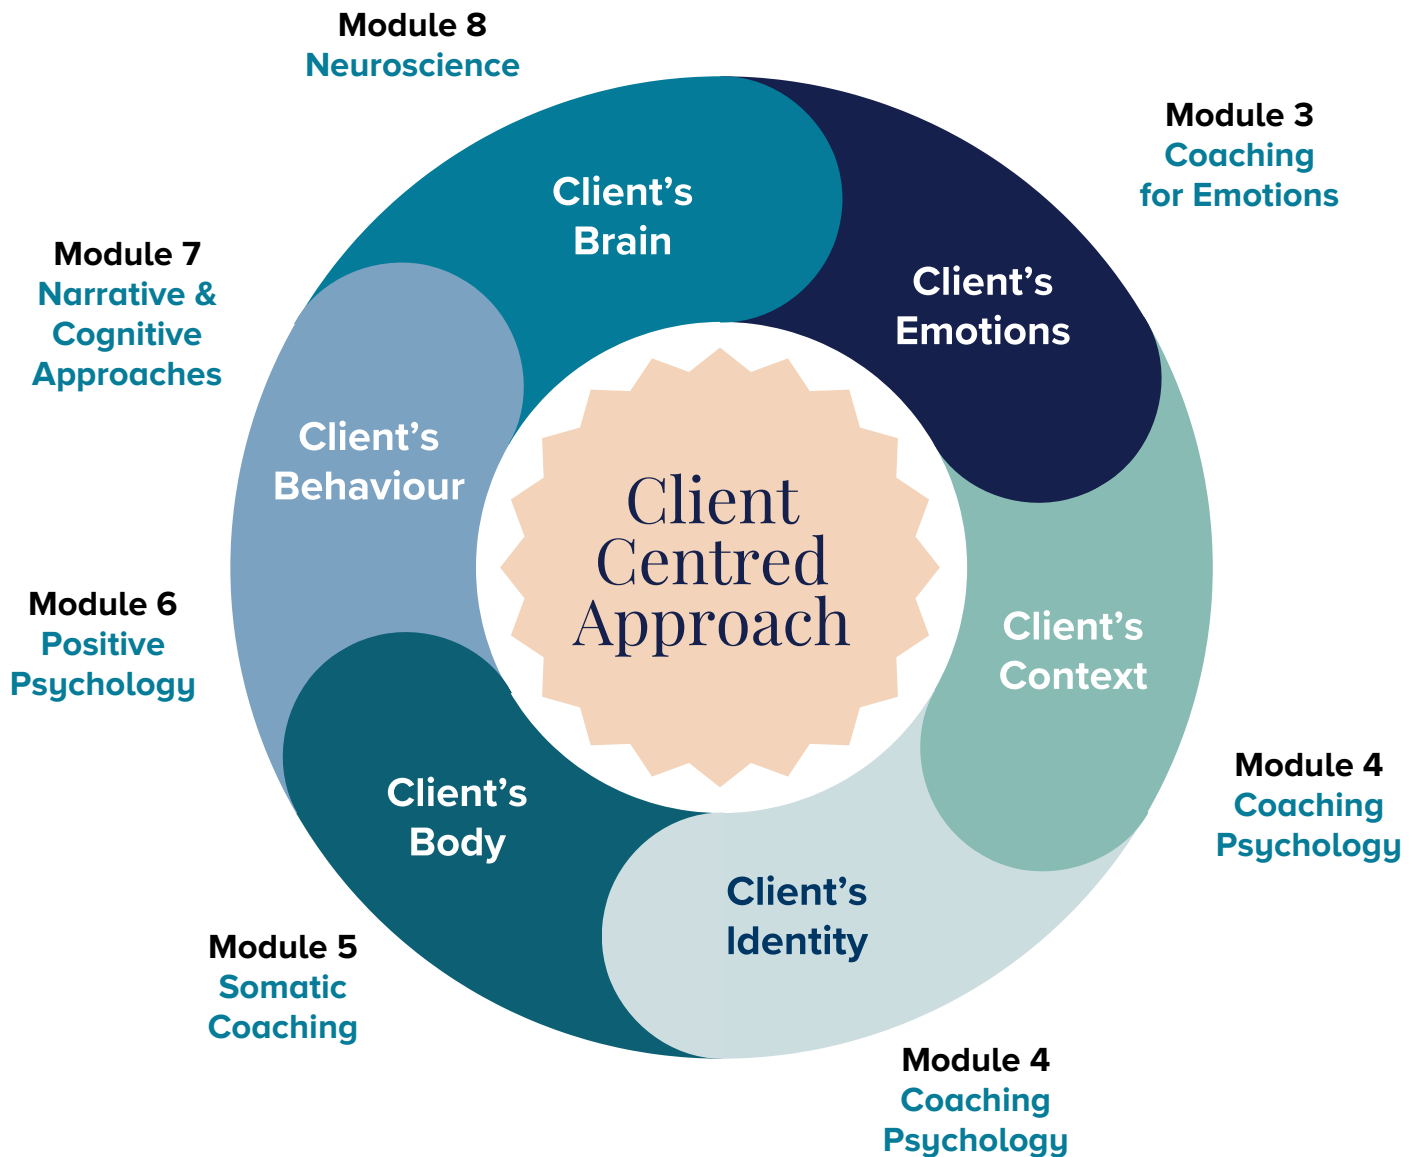 Module 8
Neuroscience
Module 3
Coaching
for Emotions
Client’s
Brain
Client’s
Emotions
Module 7
Narrative &
Cognitive
Approaches
Client’s
Behaviour
Client
Centred
Approach
Client’s
Context
Module 6
Positive
Psychology
Module 4
Coaching
Psychology
Client’s
Body
Client’s
Identity
Module 5
Somatic
Coaching
Module 4
Coaching
Psychology